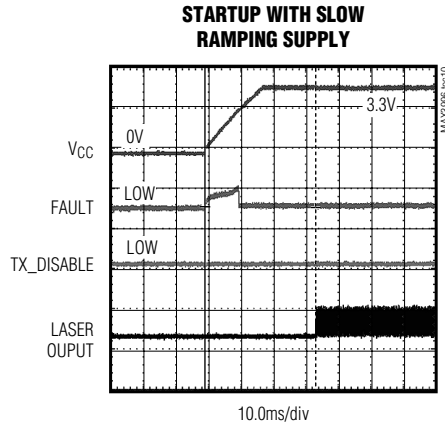 STARTUP WITH SLOW
RAMPING SUPPLY
VCC
0V
3.3V
FAULT
LOW
TX_DISABLE
LOW
LASER
OUPUT
10.0ms/div